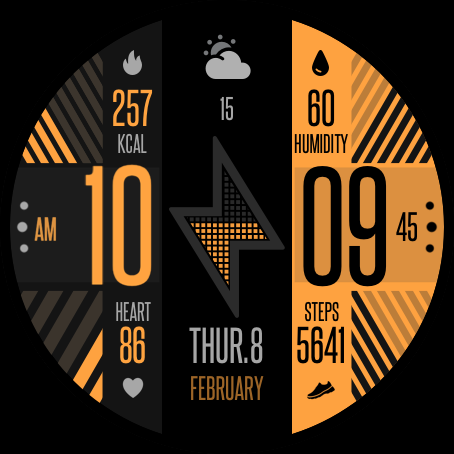 15
257
KCAL
60
HUMIDITY
AM 10 09 45
HEART
86
STEPS
5641
THUR.8
FEBRUARY